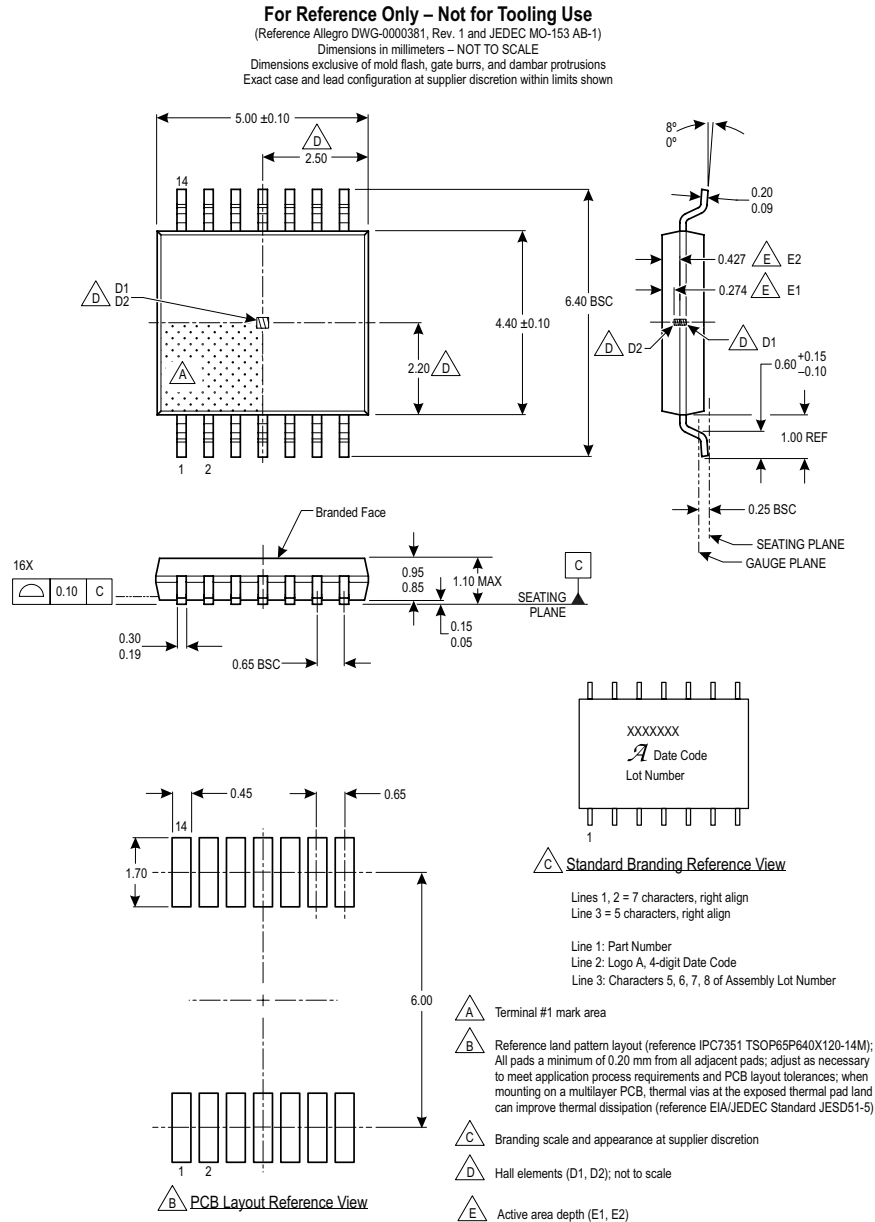 For Reference Only – Not for Tooling Use
(Reference Allegro DWG-0000381, Rev. 1 and JEDEC MO-153 AB-1)
Dimensions in millimeters – NOT TO SCALE
Dimensions exclusive of mold flash, gate burrs, and dambar protrusions
Exact case and lead configuration at supplier discretion within limits shown
5.00 ±0.10
D
2.50
14
D
D1
D2
A
2.20
D
4.40 ±0.10
6.40 BSC
1
2
8º
0º
0.20
0.09
0.427
E
E2
0.274
E
E1
D
D2
D
D1
0.60
+0.15
–0.10
1.00 REF
0.25 BSC
SEATING PLANE
GAUGE PLANE
Branded Face
16X
0.10
C
0.95
0.85
1.10 MAX
C
SEATING
PLANE
0.15
0.05
0.30
0.19
0.65 BSC
XXXXXXX
A Date Code
Lot Number
1
C
Standard Branding Reference View
Lines 1, 2 = 7 characters, right align
Line 3 = 5 characters, right align
Line 1: Part Number
Line 2: Logo A, 4-digit Date Code
Line 3: Characters 5, 6, 7, 8 of Assembly Lot Number
0.45
0.65
14
1.70
6.00
1
2
B
PCB Layout Reference View
A
Terminal #1 mark area
B
Reference land pattern layout (reference IPC7351 TSOP65P640X120-14M);
All pads a minimum of 0.20 mm from all adjacent pads; adjust as necessary
to meet application process requirements and PCB layout tolerances; when
mounting on a multilayer PCB, thermal vias at the exposed thermal pad land
can improve thermal dissipation (reference EIA/JEDEC Standard JESD51-5)
C
Branding scale and appearance at supplier discretion
D
Hall elements (D1, D2); not to scale
E
Active area depth (E1, E2)